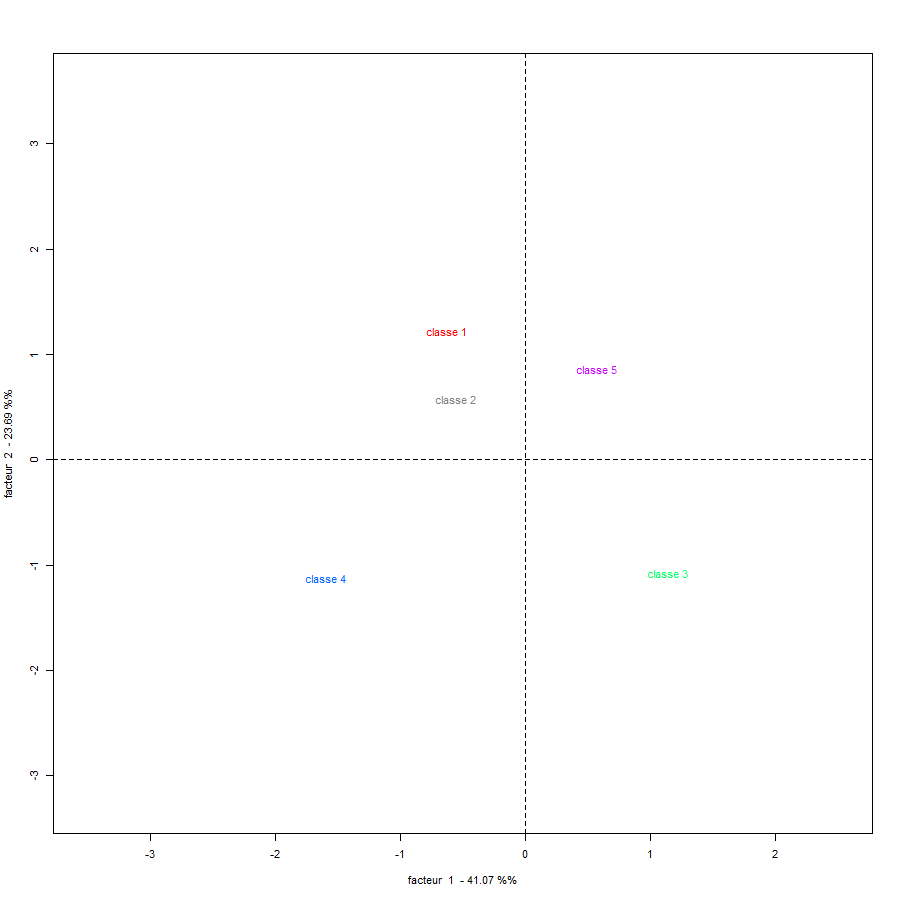 3
2
classe 1
1
classe 5
classe 2
facteur  2  - 23.69 %%
0
classe 3
-1
classe 4
-2
-3
-3 -2 -1 0 1 2
facteur  1  - 41.07 %%